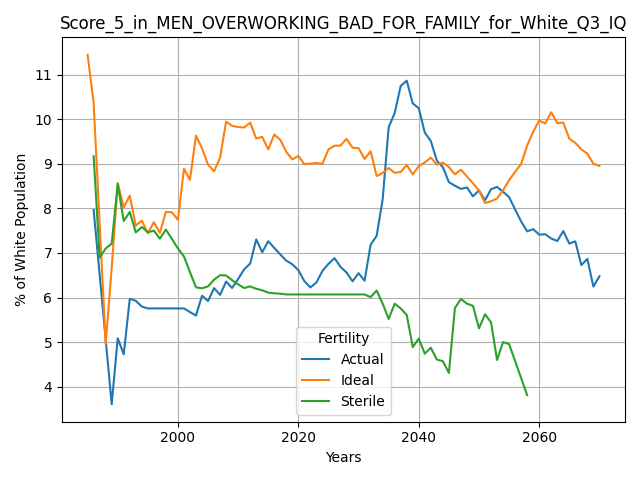 Score_5_in_MEN_OVERWORKING_BAD_FOR_FAMILY_for_White_Q3_IQ
% of White Population
11
10
9
8
7
6
5
4
Fertility
Actual
Ideal
Sterile
2000
2020
2040
2060
Years